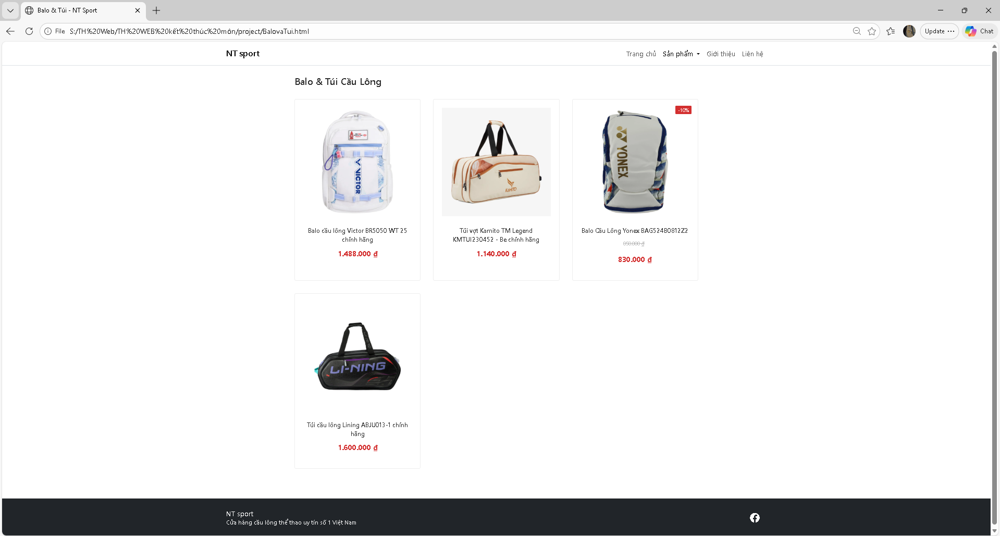 Balo & Túi - NT Sport
File S:/TH%20Web/TH%20WEB%20kết%20thúc%20môn/project/BalovaTui.html
Update
Chat
NT sport
Trang chủ Sản phẩm Giới thiệu Liên hệ
Balo & Túi Cầu Lông
VICTOR
KAMITO
-10%
YONEX
Balo cầu lông Victor BR5050 WT 25
chính hãng
1.488.000 ₫
Túi vợt Kamito TM Legend
KMTUI230452 - Be chính hãng
1.140.000 ₫
Balo Cầu Lông Yonex BAG524B0812Z2
830.000 ₫
LI-NING
Túi cầu lông Lining ABJU013-1 chính
hãng
1.600.000 ₫
NT sport
Cửa hàng cầu lông thể thao uy tín số 1 Việt Nam